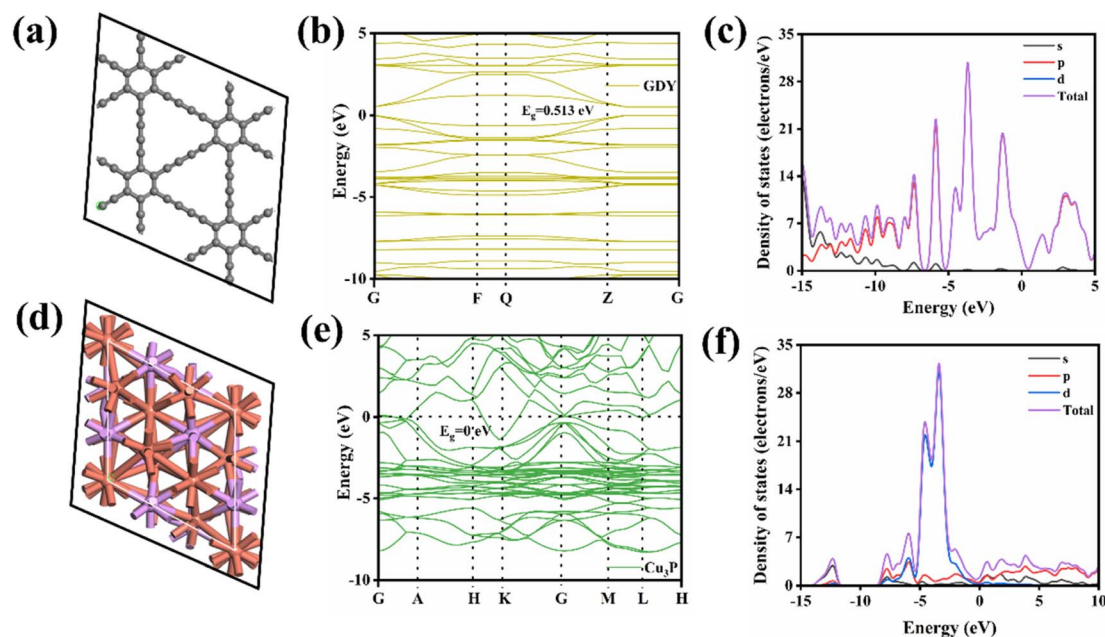 (a)
(b)
5
0
-5
-10
Energy (eV)
E_g=0.513 eV
GDY
G F Q Z G
(c)
35
28
21
14
7
0
Density of states (electrons/eV)
s
p
d
Total
-15 -10 -5 0 5
Energy (eV)
(d)
(e)
5
0
-5
-10
Energy (eV)
E_g=0 eV
Cu₃P
G A H K G M L H
(f)
35
28
21
14
7
0
Density of states (electrons/eV)
s
p
d
Total
-15 -10 -5 0 5 10
Energy (eV)